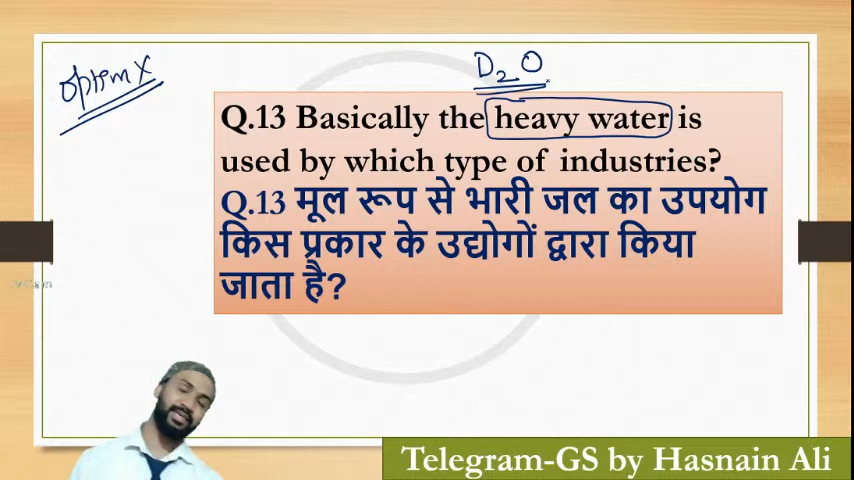 D₂O
Q.13 Basically the heavy water is
used by which type of industries?
Q.13 मूल रूप से भारी जल का उपयोग
किस प्रकार के उद्योगों द्वारा किया
जाता है?
Telegram-GS by Hasnain Ali